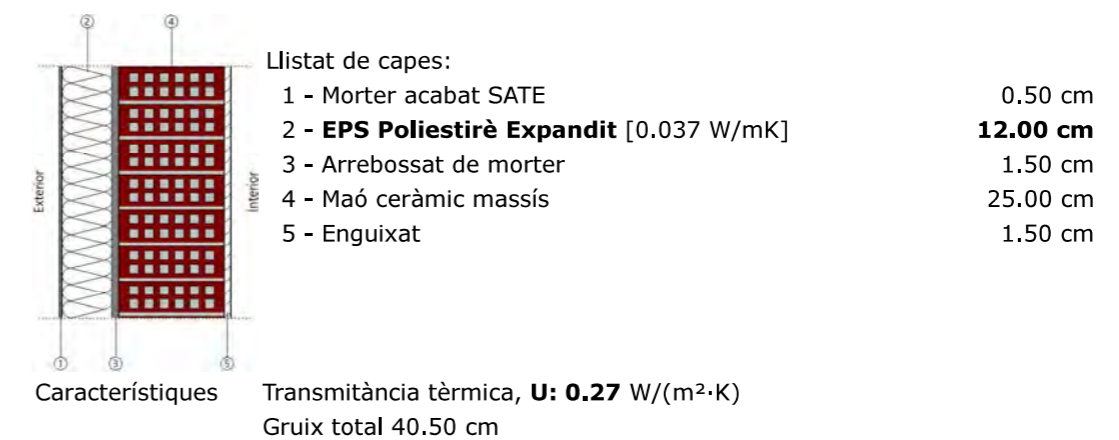 ② ④
Llistat de capes:
1 - Morter acabat SATE 0.50 cm
2 - EPS Poliestirè Expandit [0.037 W/mK] 12.00 cm
3 - Arrebossat de morter 1.50 cm
4 - Maó ceràmic massís 25.00 cm
5 - Enguixat 1.50 cm
Exterior
Interior
① ③ ⑤
Característiques Transmitància tèrmica, U: 0.27 W/(m²·K)
Gruix total 40.50 cm